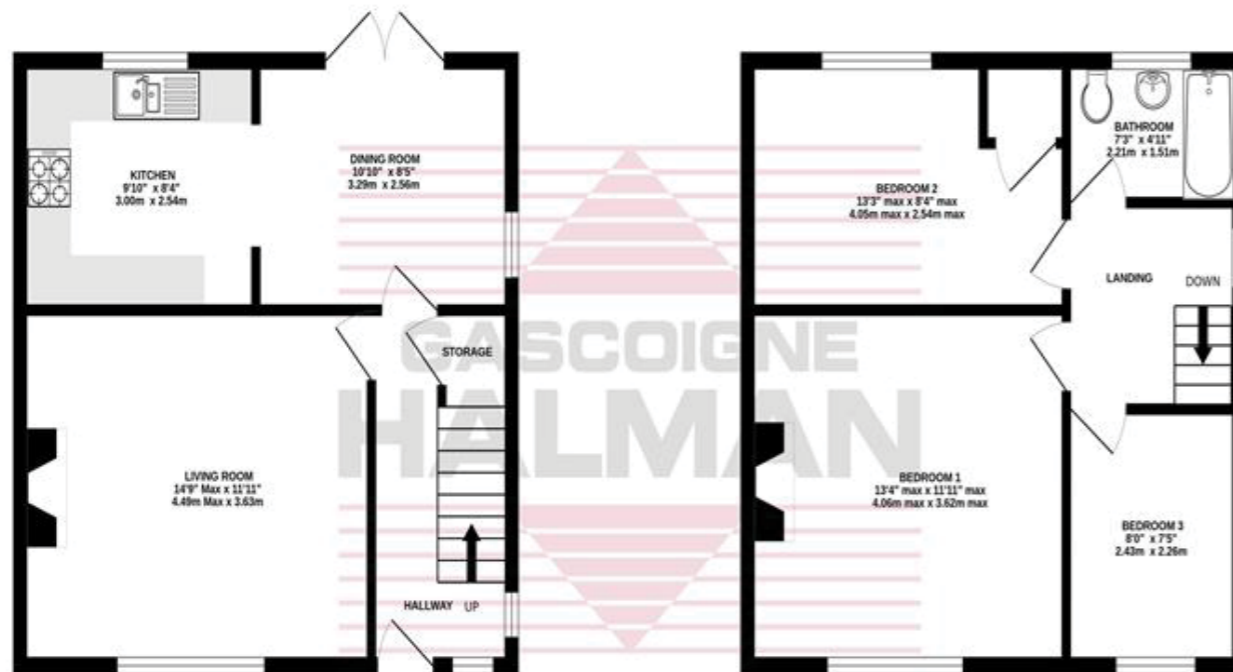 KITCHEN
9'10" x 8'4"
3.00m x 2.54m
DINING ROOM
10'10" x 8'5"
3.29m x 2.56m
STORAGE
LIVING ROOM
14'9" Max x 11'11"
4.49m Max x 3.63m
HALLWAY UP
GASCOIGNE
HALMAN
BEDROOM 2
13'3" max x 8'4" max
4.05m max x 2.54m max
BATHROOM
7'3" x 4'11"
2.21m x 1.51m
LANDING DOWN
BEDROOM 1
13'4" max x 11'11" max
4.06m max x 3.62m max
BEDROOM 3
8'0" x 7'5"
2.43m x 2.26m